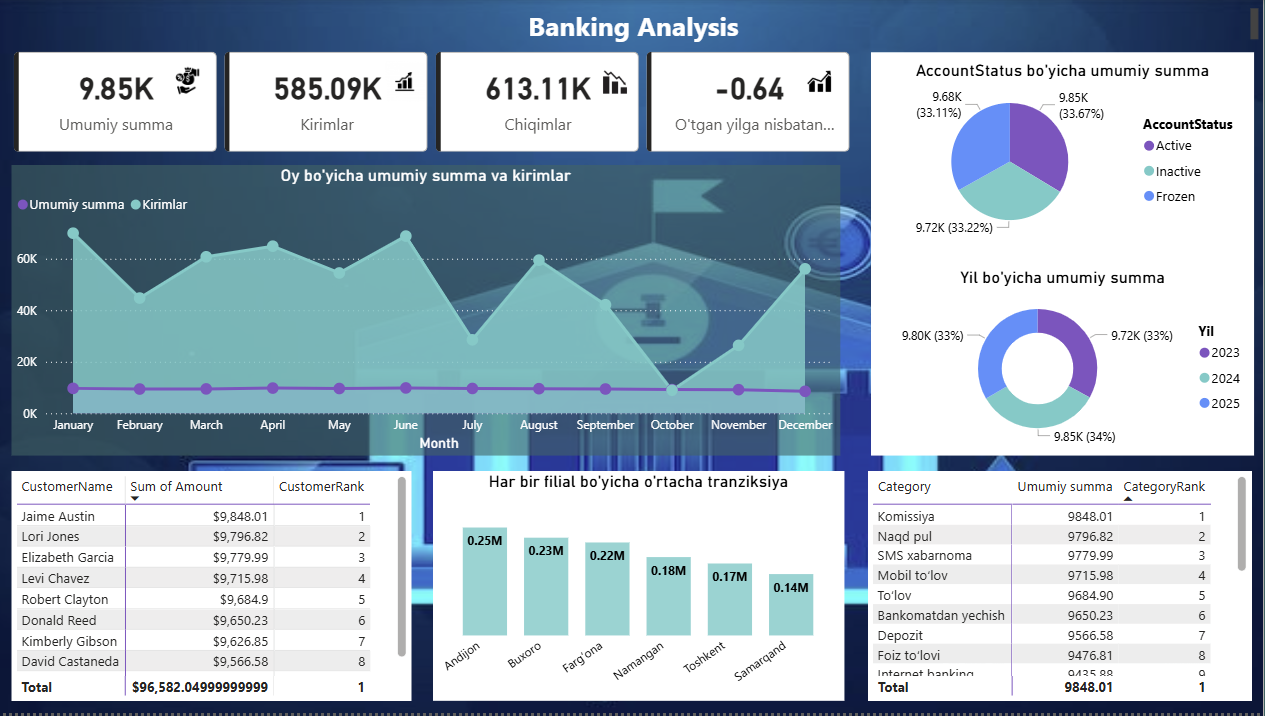 Banking Analysis
9.85K
Umumiy summa
585.09K
Kirimlar
613.11K
Chiqimlar
-0.64
O'tgan yilga nisbatan...
Oy bo'yicha umumiy summa va kirimlar
Umumiy summa Kirimlar
60K
40K
20K
0K
January February March April May June July August September October November December
Month
AccountStatus bo'yicha umumiy summa
9.68K
(33.11%)
9.85K
(33.67%)
9.72K (33.22%)
AccountStatus
Active
Inactive
Frozen
Yil bo'yicha umumiy summa
9.80K (33%)
9.72K (33%)
9.85K (34%)
Yil
2023
2024
2025
CustomerName Sum of Amount CustomerRank
Jaime Austin $9,848.01 1
Lori Jones $9,796.82 2
Elizabeth Garcia $9,779.99 3
Levi Chavez $9,715.98 4
Robert Clayton $9,684.9 5
Donald Reed $9,650.23 6
Kimberly Gibson $9,626.85 7
David Castaneda $9,566.58 8
Total $96,582.04999999999 1
Har bir filial bo'yicha o'rtacha tranziksiya
0.25M 0.23M 0.22M 0.18M 0.17M 0.14M
Andijon Buxoro Farg'ona Namangan Toshkent Samarqand
Category Umumiy summa CategoryRank
Komissiya 9848.01 1
Naqd pul 9796.82 2
SMS xabarnoma 9779.99 3
Mobil to'lov 9715.98 4
To'lov 9684.90 5
Bankomatdan yechish 9650.23 6
Depozit 9566.58 7
Foiz to'lovi 9476.81 8
Internet banking 9435.88 9
Total 9848.01 1